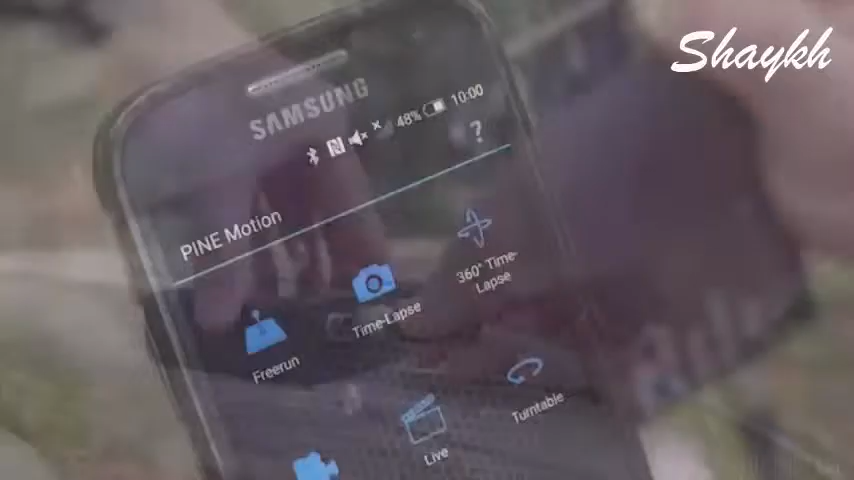 Shaykh
SAMSUNG
48% 10:00
?
PINE Motion
360° Time-
Lapse
Time-Lapse
Freerun
Turntable
Live